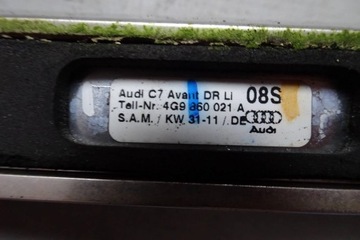 Audi C7 Avant DR Li 08S
Teil-Nr. 4G9 860 021 A
S.A.M. / KW 31-11 / .DE
Audi